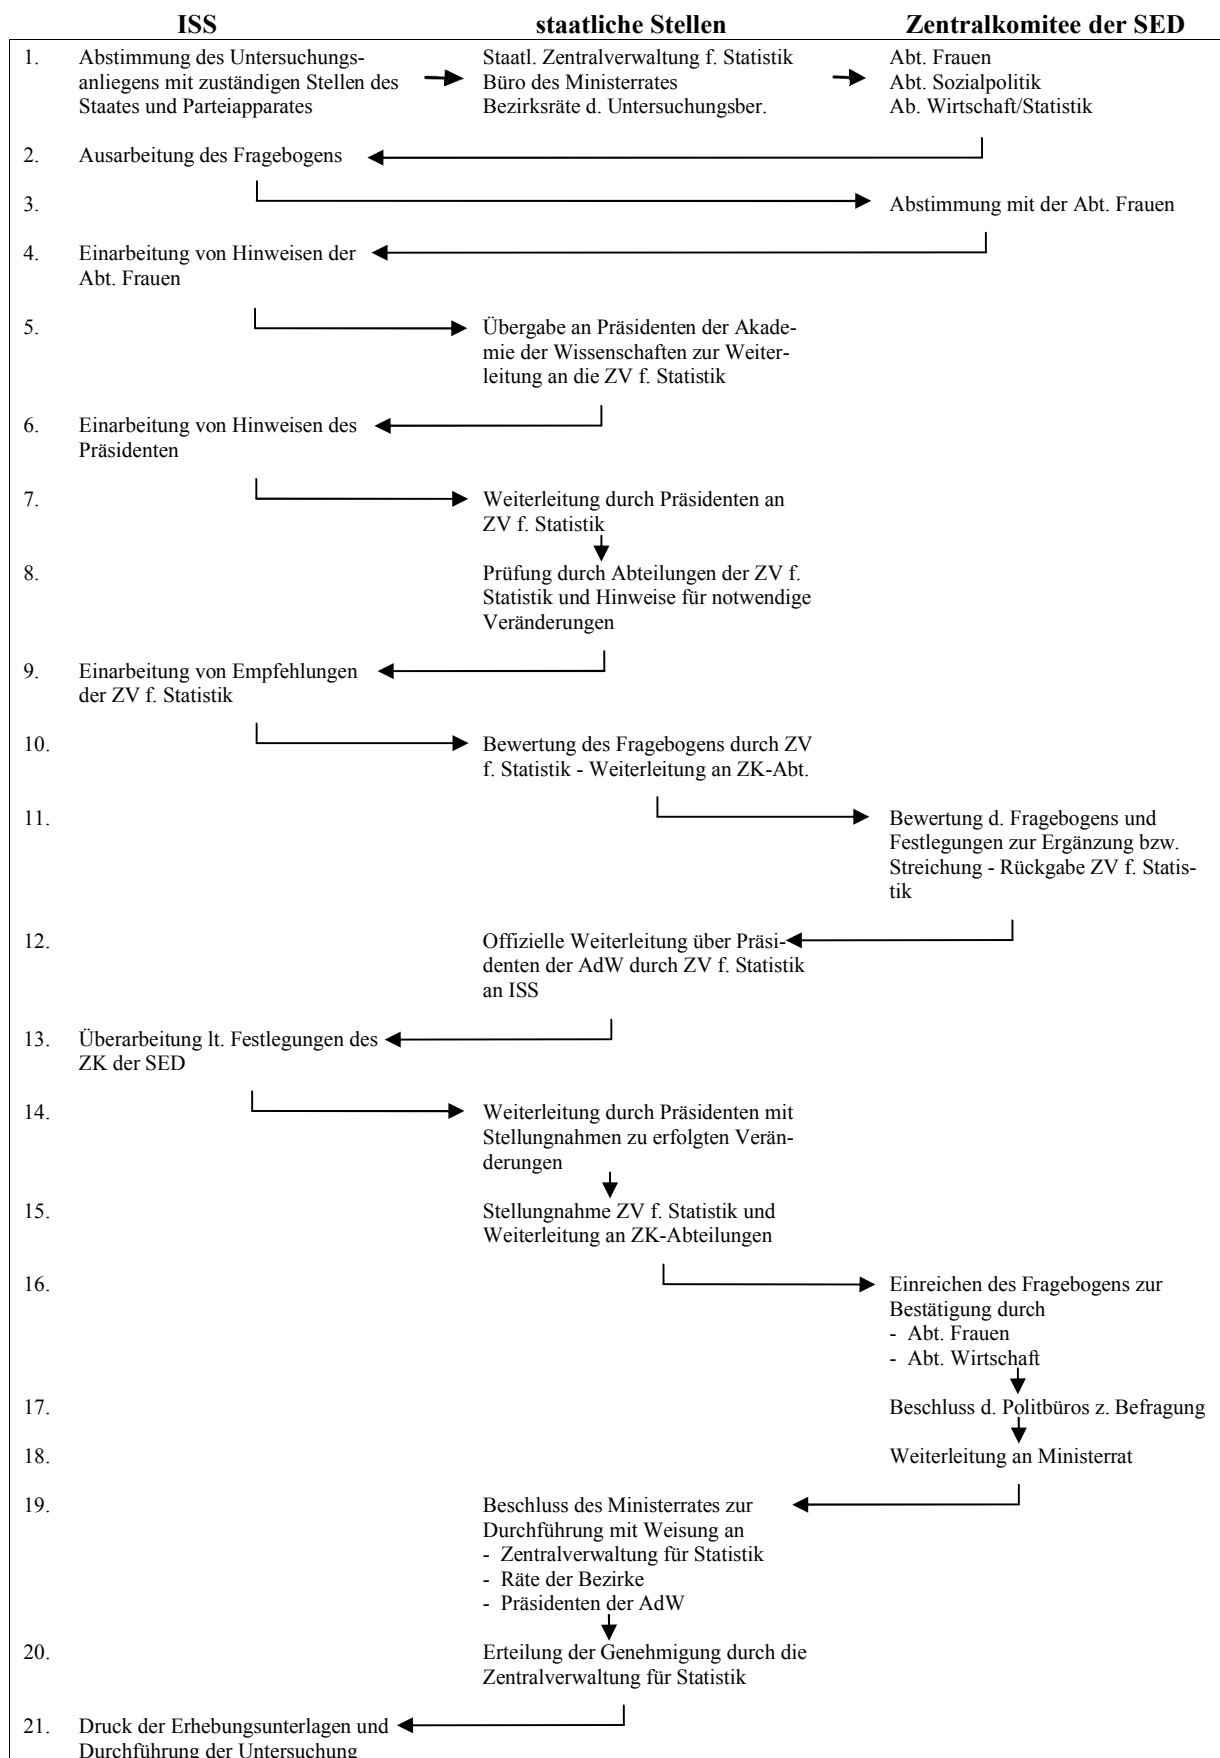 ISS staatliche Stellen Zentralkomitee der SED
1. Abstimmung des Untersuchungs-
anliegens mit zuständigen Stellen des
Staates und Parteiapparates
Staatl. Zentralverwaltung f. Statistik
Büro des Ministerrates
Bezirksräte d. Untersuchungsber.
Abt. Frauen
Abt. Sozialpolitik
Ab. Wirtschaft/Statistik
2. Ausarbeitung des Fragebogens
3. Abstimmung mit der Abt. Frauen
4. Einarbeitung von Hinweisen der
Abt. Frauen
5. Übergabe an Präsidenten der Akade-
mie der Wissenschaften zur Weiter-
leitung an die ZV f. Statistik
6. Einarbeitung von Hinweisen des
Präsidenten
7. Weiterleitung durch Präsidenten an
ZV f. Statistik
8. Prüfung durch Abteilungen der ZV f.
Statistik und Hinweise für notwendige
Veränderungen
9. Einarbeitung von Empfehlungen
der ZV f. Statistik
10. Bewertung des Fragebogens durch ZV
f. Statistik - Weiterleitung an ZK-Abt.
11. Bewertung d. Fragebogens und
Festlegungen zur Ergänzung bzw.
Streichung - Rückgabe ZV f. Statis-
tik
12. Offizielle Weiterleitung über Präsi-
denten der AdW durch ZV f. Statistik
an ISS
13. Überarbeitung lt. Festlegungen des
ZK der SED
14. Weiterleitung durch Präsidenten mit
Stellungnahmen zu erfolgten Verän-
derungen
15. Stellungnahme ZV f. Statistik und
Weiterleitung an ZK-Abteilungen
16. Einreichen des Fragebogens zur
Bestätigung durch
- Abt. Frauen
- Abt. Wirtschaft
17. Beschluss d. Politbüros z. Befragung
18. Weiterleitung an Ministerrat
19. Beschluss des Ministerrates zur
Durchführung mit Weisung an
- Zentralverwaltung für Statistik
- Räte der Bezirke
- Präsidenten der AdW
20. Erteilung der Genehmigung durch die
Zentralverwaltung für Statistik
21. Druck der Erhebungsunterlagen und
Durchführung der Untersuchung